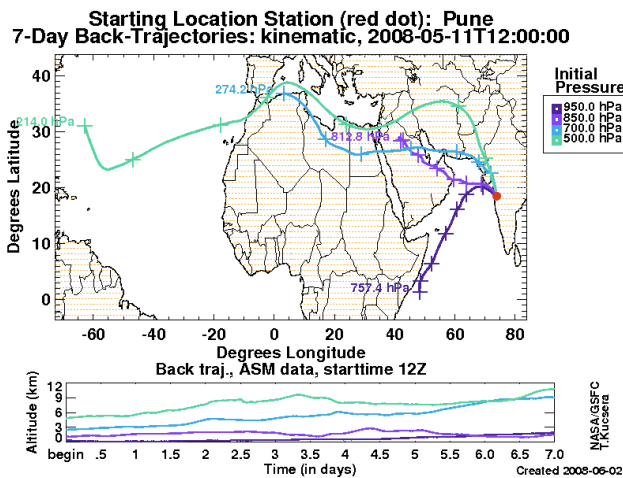 Starting Location Station (red dot):  Pune
7-Day Back-Trajectories: kinematic, 2008-05-11T12:00:00
Initial
Pressure
950.0 hPa
850.0 hPa
700.0 hPa
500.0 hPa
40
30
20
10
0
Degrees Latitude
274.2 hPa
214.0 hPa
812.8 hPa
757.4 hPa
-60 -40 -20 0 20 40 60 80
Degrees Longitude
Back traj., ASM data, starttime 12Z
12
9
6
3
0
Altitude (km)
begin .5 1 1.5 2 2.5 3 3.5 4 4.5 5 5.5 6 6.5 7.0
Time (in days)
NASA/GSFC
T.Kucsera
Created 2008-06-02